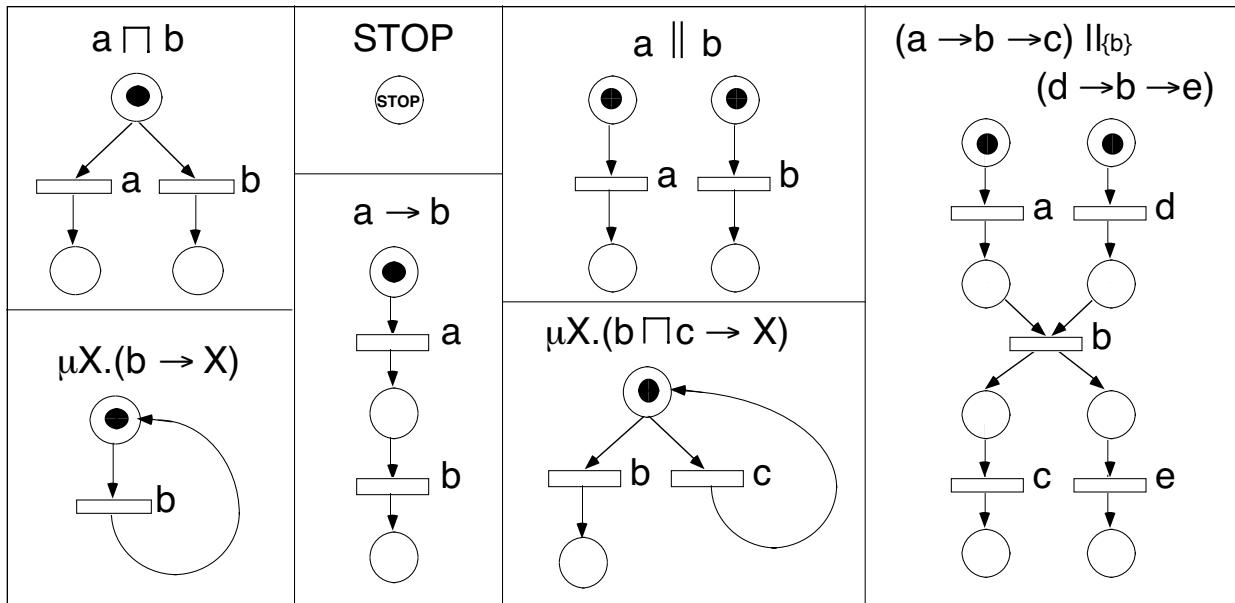 a ⊓ b
a
b
μX.(b → X)
b
STOP
STOP
a → b
a
b
a || b
a
b
μX.(b ⊓ c → X)
b
c
(a → b → c) ||{b}
(d → b → e)
a
d
b
c
e